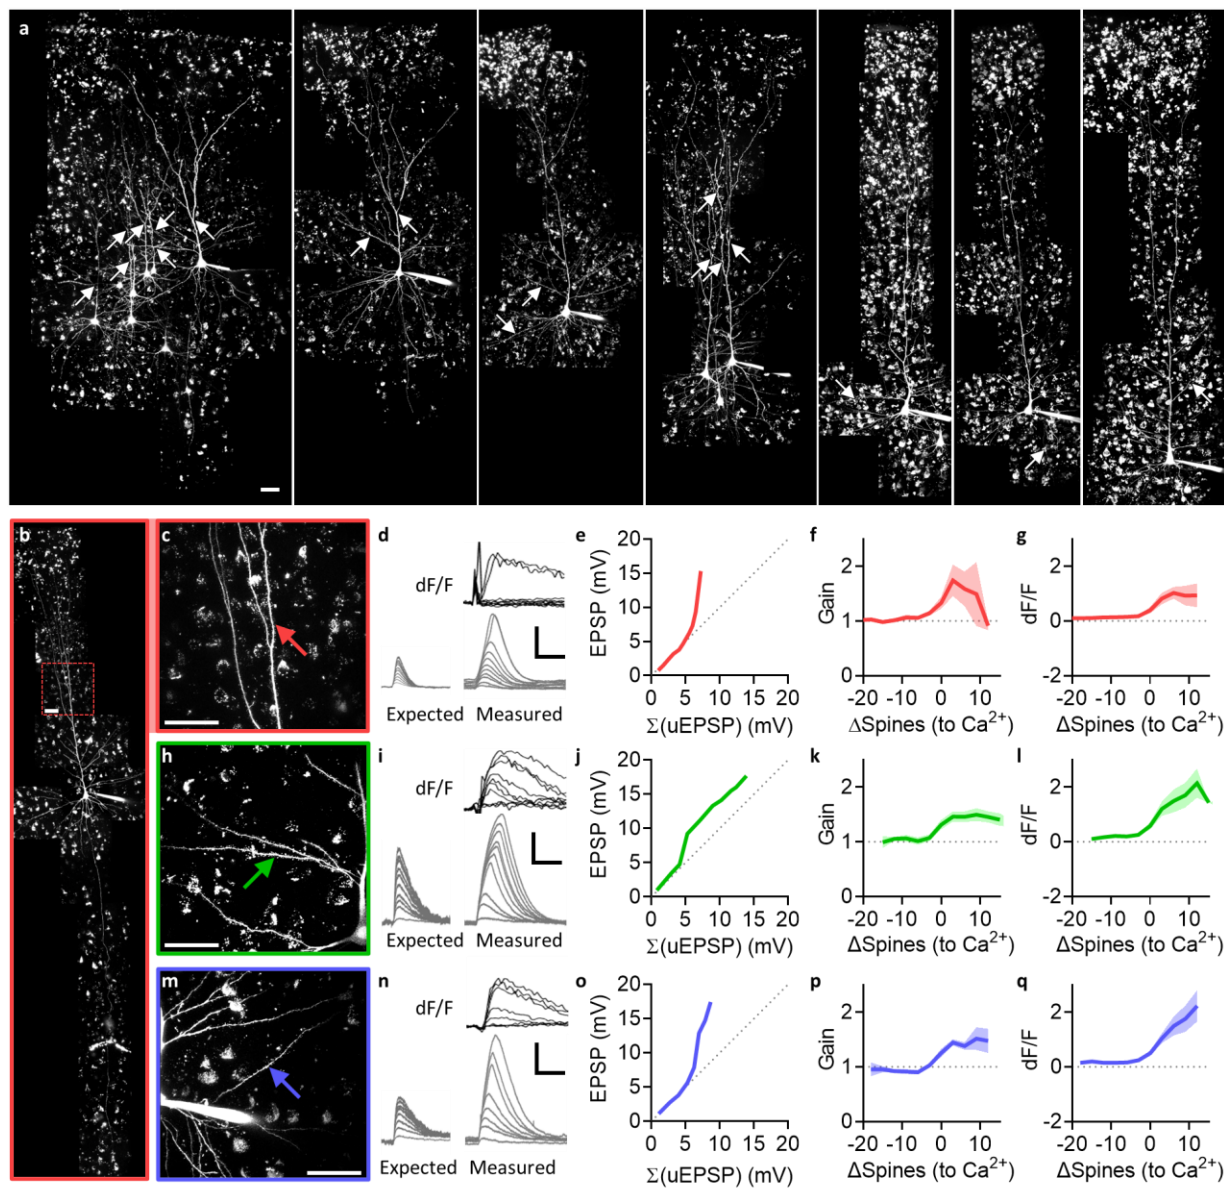 a
b
c
d
dF/F
Expected Measured
e
EPSP (mV)
20
15
10
5
0
0 5 10 15 20
Σ(uEPSP) (mV)
f
Gain
2
1
0
-20 -10 0 10
ΔSpines (to Ca²⁺)
g
dF/F
2
0
-2
-20 -10 0 10
ΔSpines (to Ca²⁺)
h
i
dF/F
Expected Measured
j
EPSP (mV)
20
15
10
5
0
0 5 10 15 20
Σ(uEPSP) (mV)
k
Gain
2
1
0
-20 -10 0 10
ΔSpines (to Ca²⁺)
l
dF/F
2
0
-2
-20 -10 0 10
ΔSpines (to Ca²⁺)
m
n
dF/F
Expected Measured
o
EPSP (mV)
20
15
10
5
0
0 5 10 15 20
Σ(uEPSP) (mV)
p
Gain
2
1
0
-20 -10 0 10
ΔSpines (to Ca²⁺)
q
dF/F
2
0
-2
-20 -10 0 10
ΔSpines (to Ca²⁺)